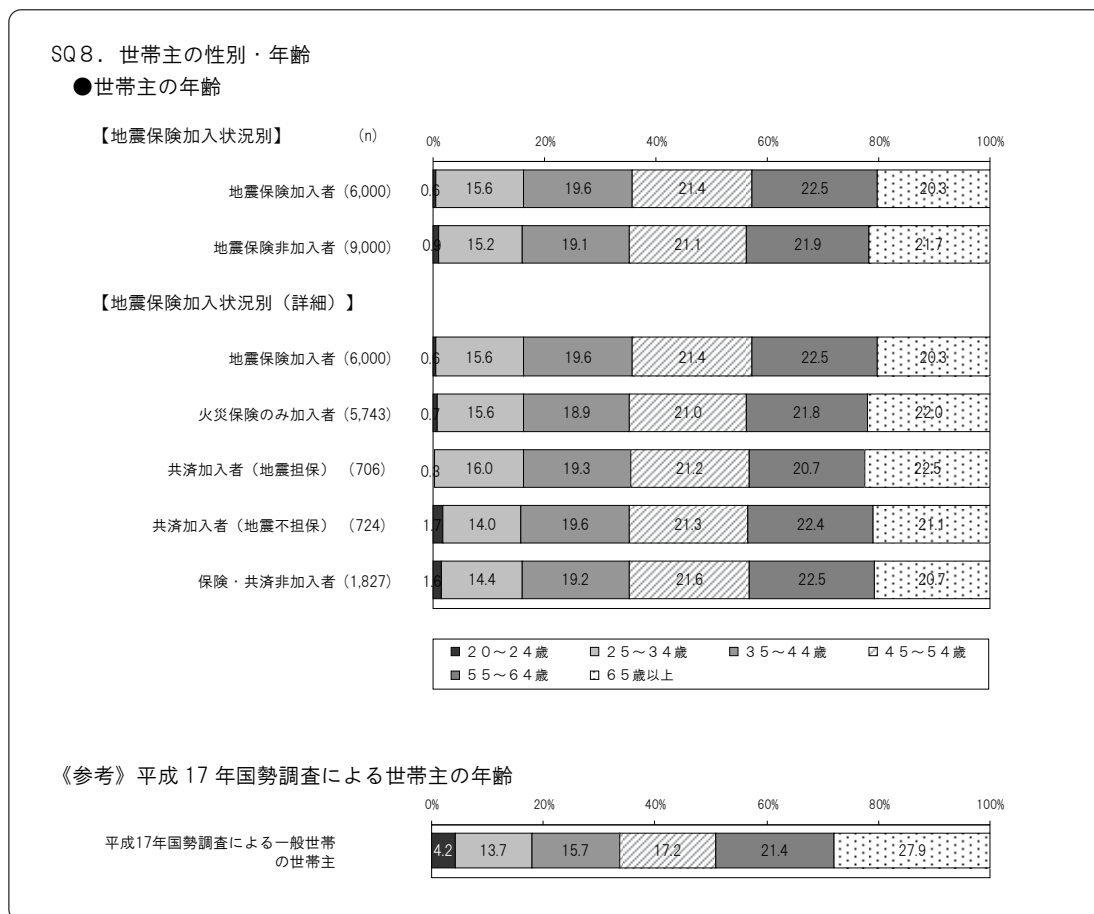 SQ8．世帯主の性別・年齢
●世帯主の年齢
【地震保険加入状況別】 (n) 0% 20% 40% 60% 80% 100%
地震保険加入者 (6,000) 0.6 15.6 19.6 21.4 22.5 20.3
地震保険非加入者 (9,000) 0.9 15.2 19.1 21.1 21.9 21.7
【地震保険加入状況別（詳細）】
地震保険加入者 (6,000) 0.6 15.6 19.6 21.4 22.5 20.3
火災保険のみ加入者 (5,743) 0.7 15.6 18.9 21.0 21.8 22.0
共済加入者（地震担保） (706) 0.3 16.0 19.3 21.2 20.7 22.5
共済加入者（地震不担保） (724) 1.7 14.0 19.6 21.3 22.4 21.1
保険・共済非加入者 (1,827) 1.6 14.4 19.2 21.6 22.5 20.7
２０～２４歳 ２５～３４歳 ３５～４４歳 ４５～５４歳
５５～６４歳 ６５歳以上
《参考》平成 17 年国勢調査による世帯主の年齢
0% 20% 40% 60% 80% 100%
平成17年国勢調査による一般世帯
の世帯主
4.2 13.7 15.7 17.2 21.4 27.9